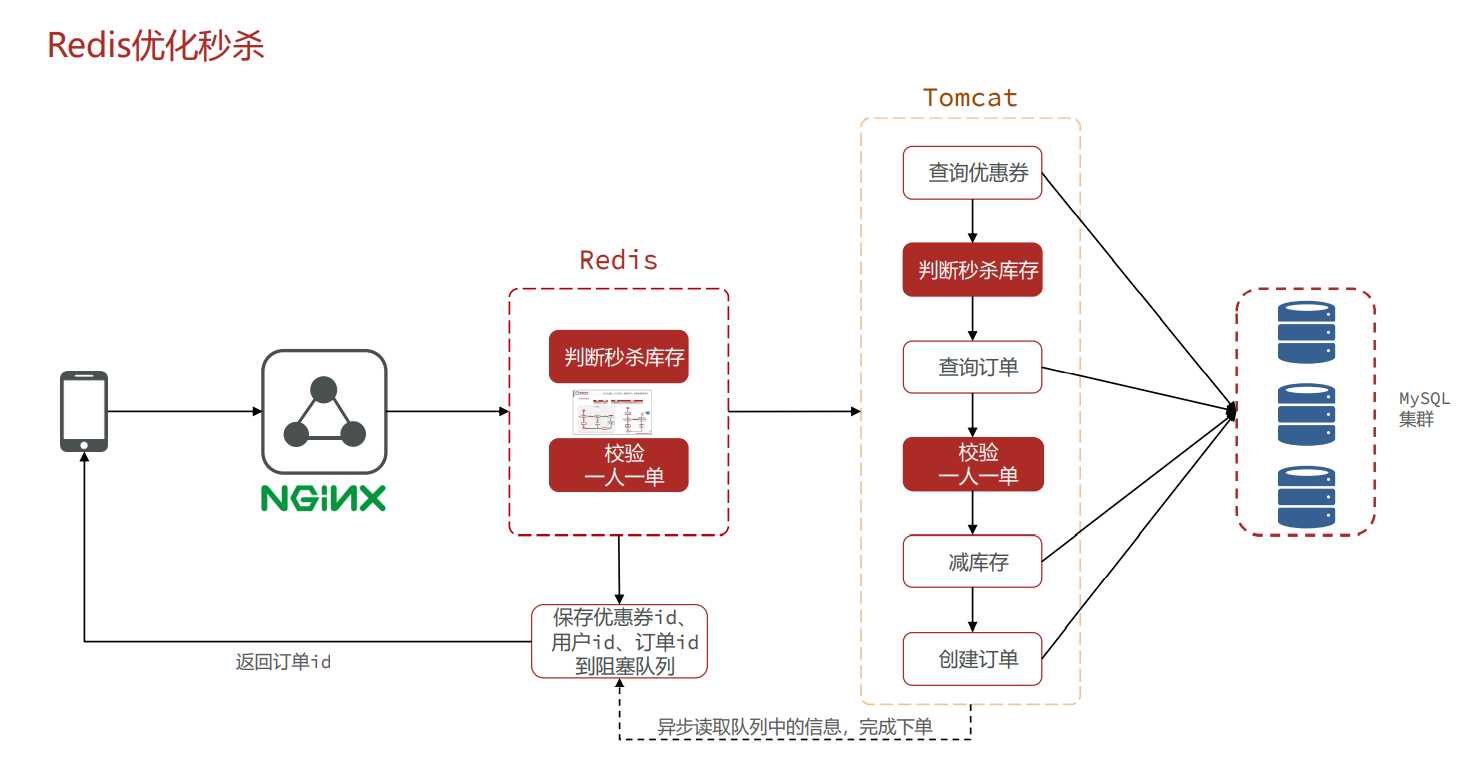 Redis优化秒杀
Tomcat
查询优惠券
判断秒杀库存
查询订单
校验
一人一单
减库存
创建订单
Redis
判断秒杀库存
校验
一人一单
NGiNX
MySQL
集群
保存优惠券id、
用户id、订单id
到阻塞队列
返回订单id
异步读取队列中的信息，完成下单